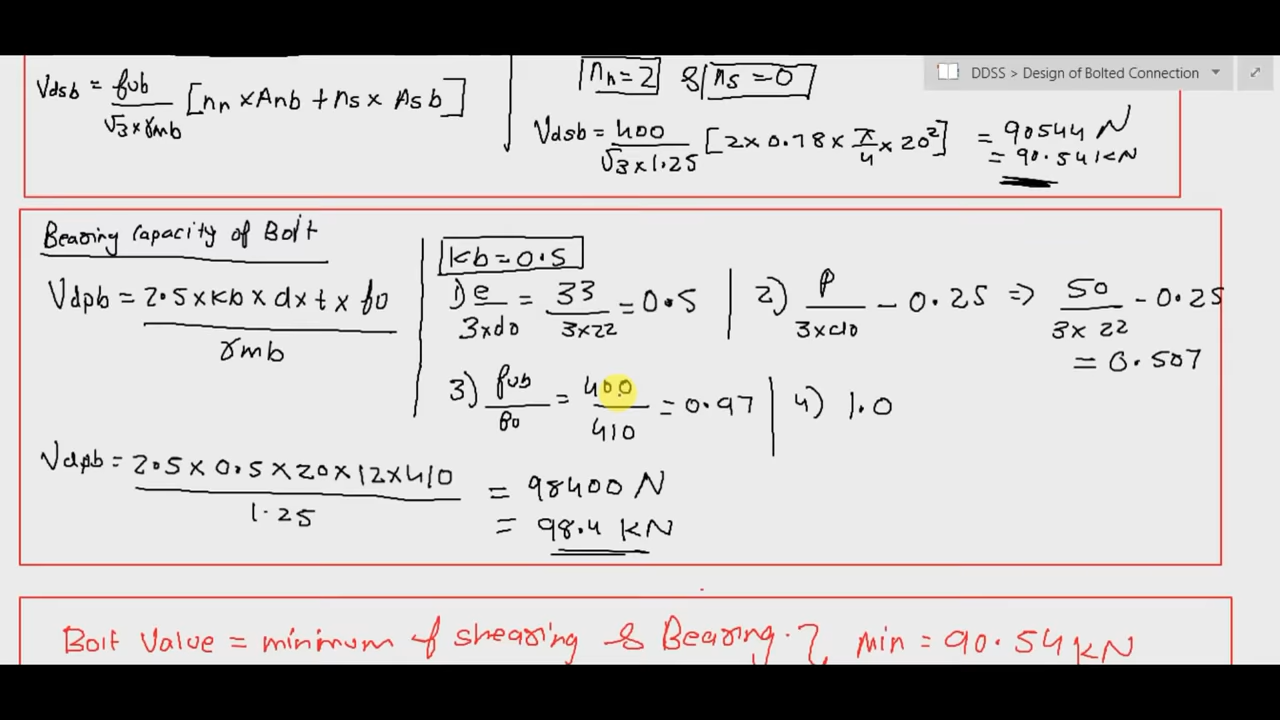 DDSS > Design of Bolted Connection
Vdsb = fub / √3 × γmb [nn × Anb + ns × Asb]
nn = 2 & ns = 0
Vdsb = 400 / √3 × 1.25 [2 × 0.78 × π/4 × 20²] = 90544 N
= 90.54 KN
Bearing Capacity of Bolt
Vdpb = 2.5 × Kb × d × t × fu / γmb
Kb = 0.5
1) e / 3×do = 33 / 3×22 = 0.5
2) P / 3×do - 0.25 ⇒ 50 / 3×22 - 0.25
= 0.507
3) fub / fu = 400 / 410 = 0.97
4) 1.0
Vdpb = 2.5 × 0.5 × 20 × 12 × 410 / 1.25 = 98400 N
= 98.4 KN
Bolt Value = minimum of shearing & Bearing. } min = 90.54 KN